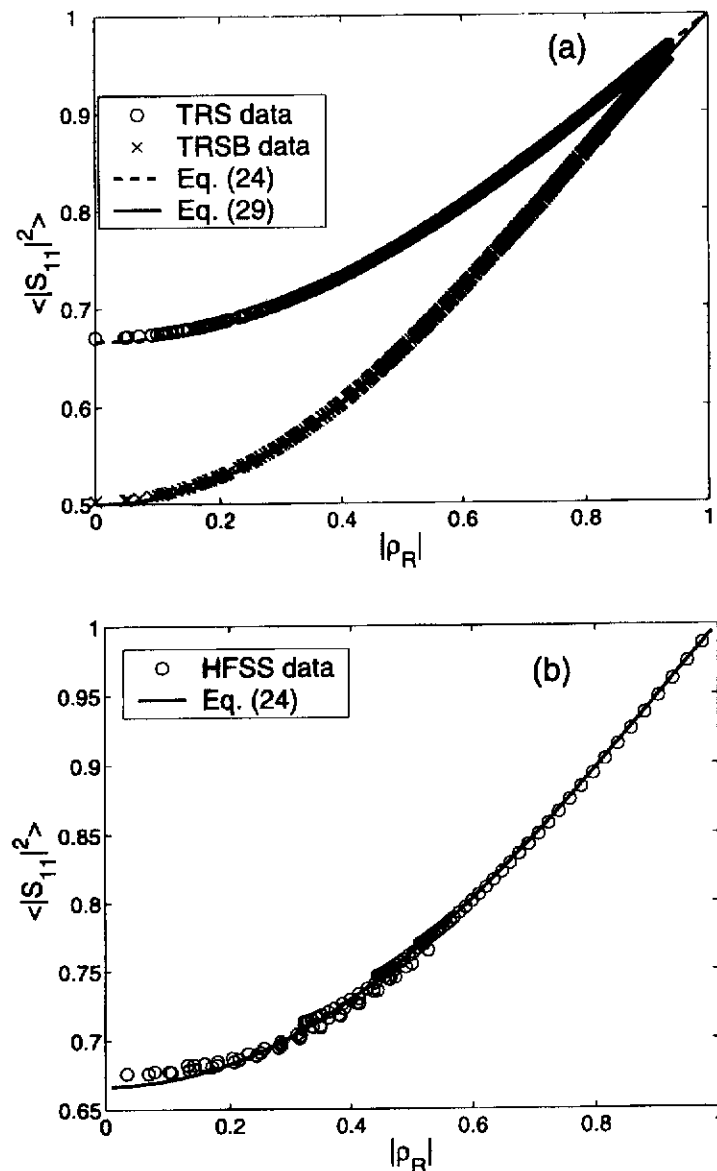 1
0.9
0.8
0.7
0.6
0.5
<|S₁₁|²>
(a)
TRS data
TRSB data
Eq. (24)
Eq. (29)
0
0.2
0.4
0.6
0.8
1
|ρ_R|
1
0.95
0.9
0.85
0.8
0.75
0.7
0.65
<|S₁₁|²>
(b)
HFSS data
Eq. (24)
0
0.2
0.4
0.6
0.8
|ρ_R|